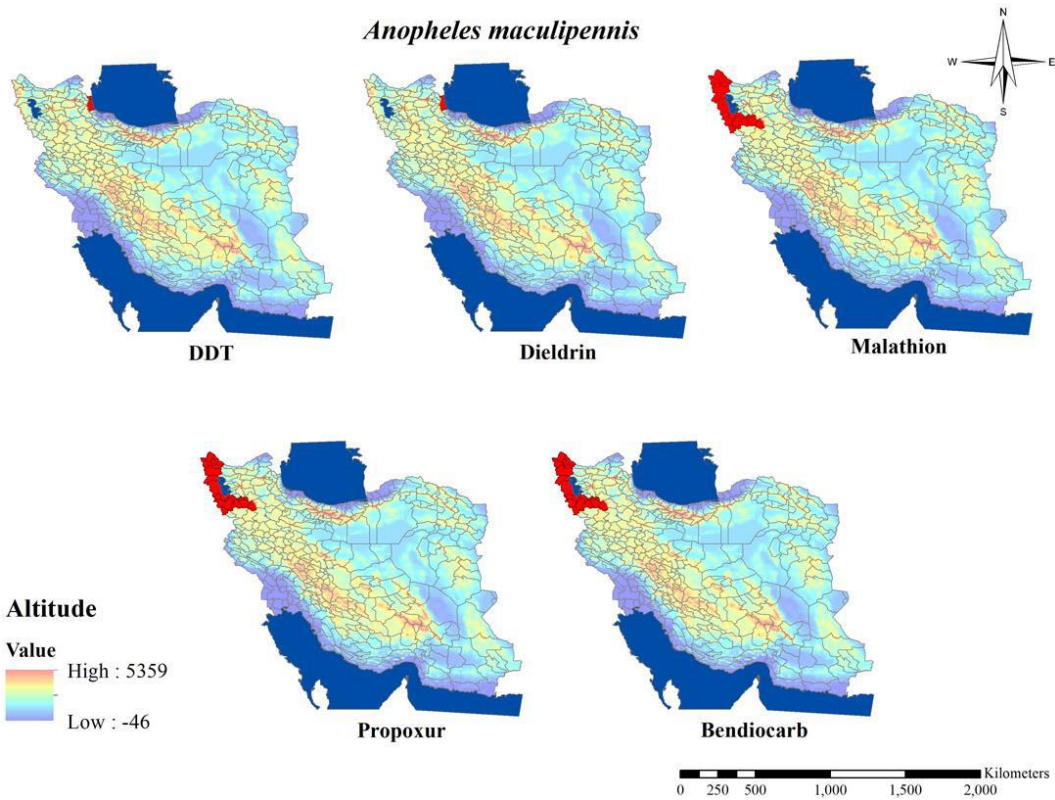 Anopheles maculipennis
N
W E
S
DDT
Dieldrin
Malathion
Propoxur
Bendiocarb
Altitude
Value
High : 5359
Low : -46
Kilometers
0 250 500 1,000 1,500 2,000